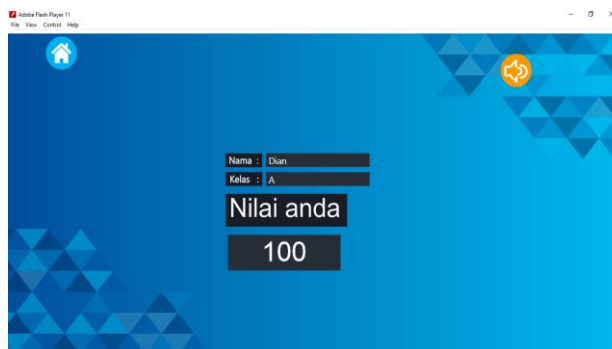 Adobe Flash Player 11
File View Control Help
Nama : Dian
Kelas : A
Nilai anda
100